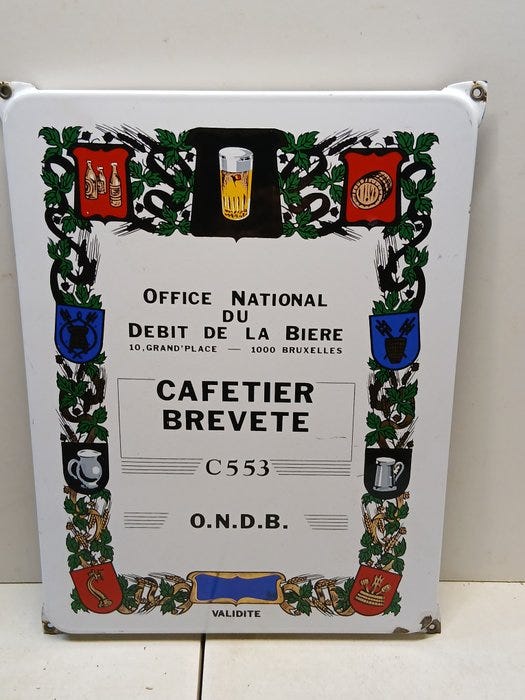 OFFICE NATIONAL
DU
DEBIT DE LA BIERE
10, GRAND'PLACE — 1000 BRUXELLES
CAFETIER
BREVETE
C553
O.N.D.B.
VALIDITE